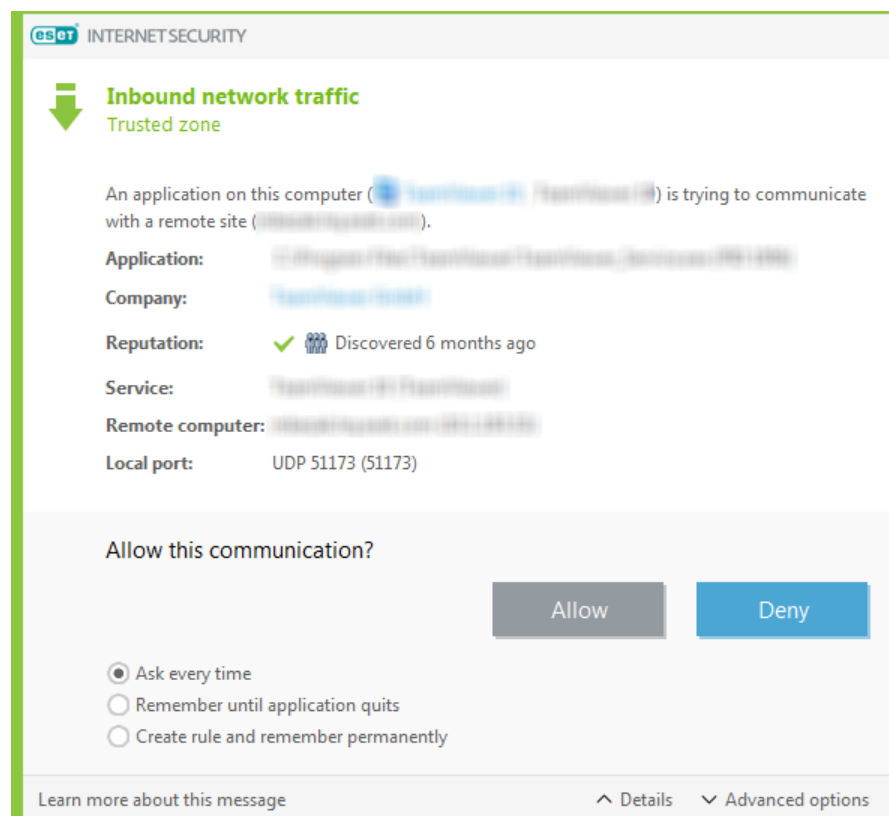 eset INTERNET SECURITY
Inbound network traffic
Trusted zone
An application on this computer ( , ) is trying to communicate
with a remote site ( ).
Application:
Company:
Reputation: Discovered 6 months ago
Service:
Remote computer:
Local port: UDP 51173 (51173)
Allow this communication?
Allow Deny
Ask every time
Remember until application quits
Create rule and remember permanently
Learn more about this message Details Advanced options